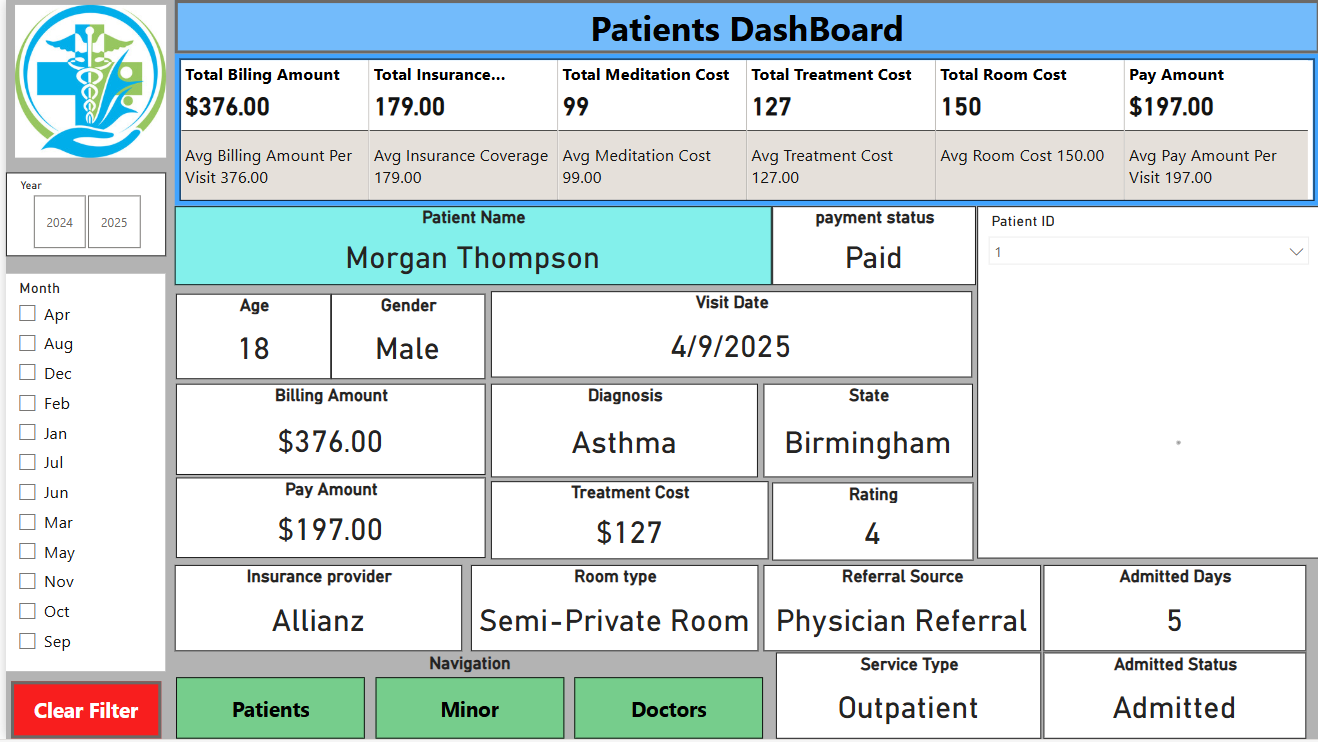 Patients DashBoard
Total Biling Amount
$376.00
Total Insurance...
179.00
Total Meditation Cost
99
Total Treatment Cost
127
Total Room Cost
150
Pay Amount
$197.00
Avg Billing Amount Per
Visit 376.00
Avg Insurance Coverage
179.00
Avg Meditation Cost
99.00
Avg Treatment Cost
127.00
Avg Room Cost 150.00
Avg Pay Amount Per
Visit 197.00
Year
2024
2025
Month
Apr
Aug
Dec
Feb
Jan
Jul
Jun
Mar
May
Nov
Oct
Sep
Clear Filter
Patient Name
Morgan Thompson
payment status
Paid
Patient ID
1
Age
18
Gender
Male
Visit Date
4/9/2025
Billing Amount
$376.00
Diagnosis
Asthma
State
Birmingham
Pay Amount
$197.00
Treatment Cost
$127
Rating
4
Insurance provider
Allianz
Room type
Semi-Private Room
Referral Source
Physician Referral
Admitted Days
5
Navigation
Patients
Minor
Doctors
Service Type
Outpatient
Admitted Status
Admitted